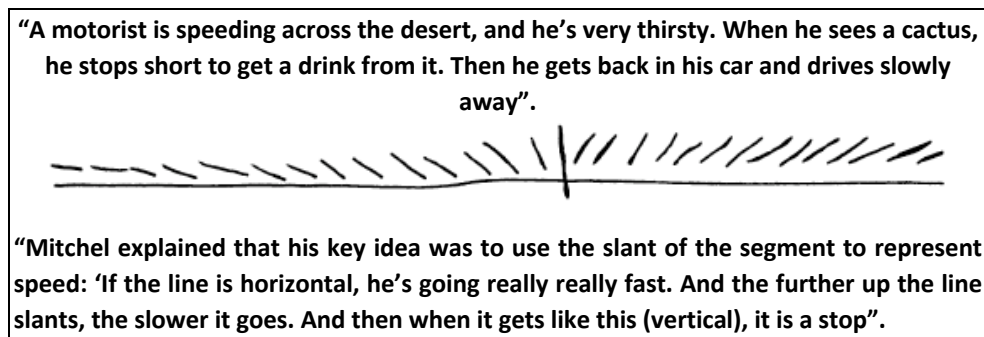 “A motorist is speeding across the desert, and he’s very thirsty. When he sees a cactus,
he stops short to get a drink from it. Then he gets back in his car and drives slowly
away”.
“Mitchel explained that his key idea was to use the slant of the segment to represent
speed: ‘If the line is horizontal, he’s going really really fast. And the further up the line
slants, the slower it goes. And then when it gets like this (vertical), it is a stop”.